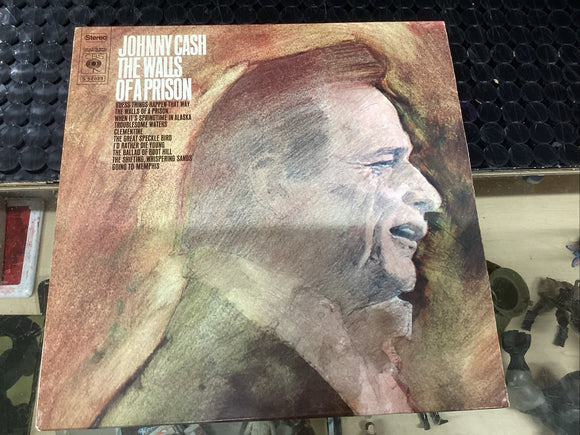 Stereo
JOHNNY CASH
THE WALLS
OF A PRISON
GUESS THINGS HAPPEN THAT WAY
THE WALLS OF A PRISON
WHEN IT'S SPRINGTIME IN ALASKA
TROUBLESOME WATERS
CLEMENTINE
THE GREAT SPECKLE BIRD
I'D RATHER DIE YOUNG
THE BALLAD OF BOOT HILL
THE SHIFTING, WHISPERING SANDS
GOING TO MEMPHIS